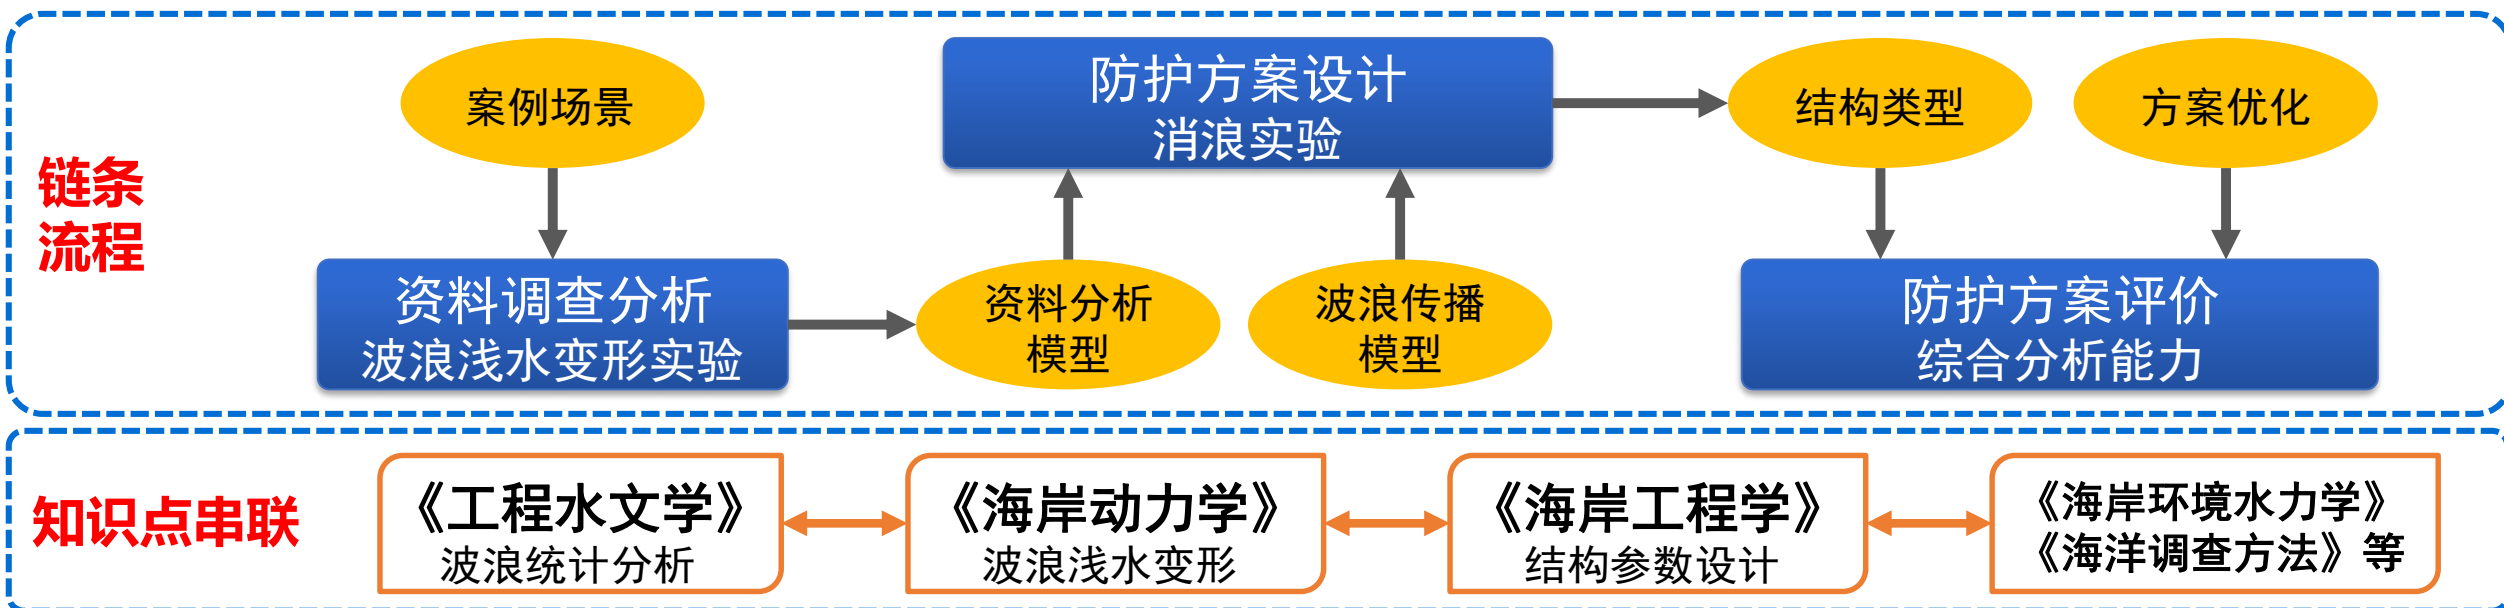 链条
流程
案例场景
资料调查分析
波浪浅水变形实验
资料分析
模型
防护方案设计
消浪实验
波浪传播
模型
结构类型
方案优化
防护方案评价
综合分析能力
知识点串联
《工程水文学》
波浪统计分析
《海岸动力学》
波浪浅水变形
《海岸工程学》
结构参数设计
《海岸环境水力学》
《海洋调查方法》等